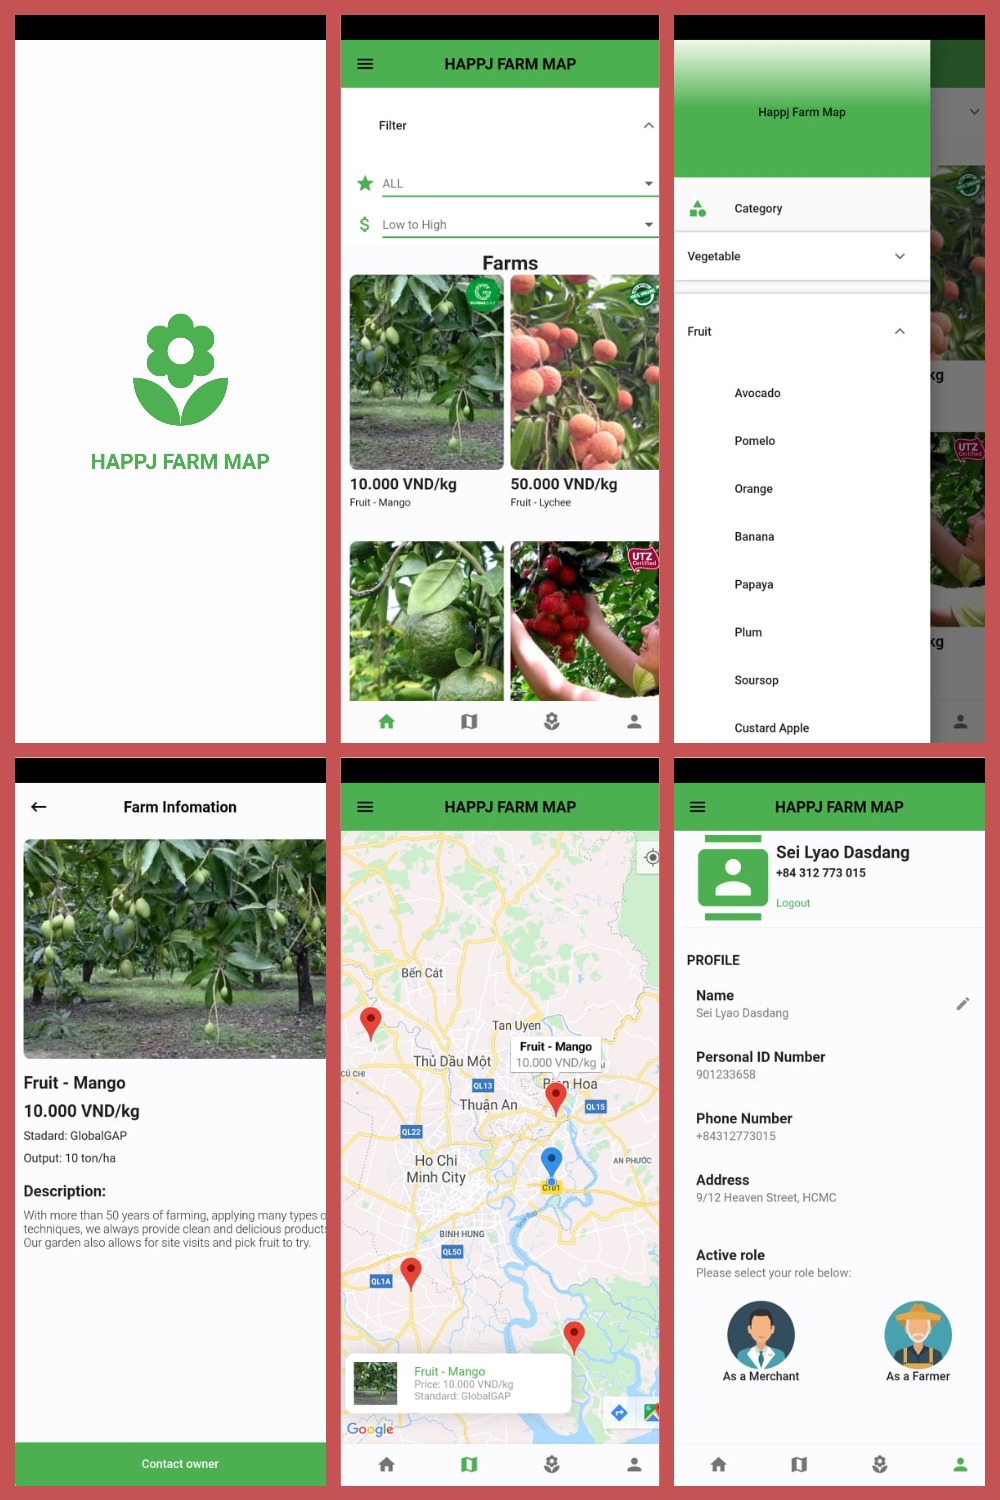 HAPPJ FARM MAP
HAPPJ FARM MAP
Filter
ALL
Low to High
Farms
GLOBALG.A.P.
100% ORGANIC
10.000 VND/kg
Fruit - Mango
50.000 VND/kg
Fruit - Lychee
UTZ
Certified
Happj Farm Map
Category
Vegetable
Fruit
Avocado
Pomelo
Orange
Banana
Papaya
Plum
Soursop
Custard Apple
kg
UTZ
Certified
kg
Farm Infomation
Fruit - Mango
10.000 VND/kg
Stadard: GlobalGAP
Output: 10 ton/ha
Description:
With more than 50 years of farming, applying many types
techniques, we always provide clean and delicious products
Our garden also allows for site visits and pick fruit to try.
Contact owner
HAPPJ FARM MAP
Bến Cát
Tan Uyen
Fruit - Mango
10.000 VND/kg
CỦ CHI
Thủ Dầu Một
Bien Hoa
QL13
Thuận An
QL15
QL22
Ho Chi
Minh City
AN PHƯỚC
CT01
BINH HUNG
QL50
QL1A
Fruit - Mango
Price: 10.000 VND/kg
Standard: GlobalGAP
Google
HAPPJ FARM MAP
Sei Lyao Dasdang
+84 312 773 015
Logout
PROFILE
Name
Sei Lyao Dasdang
Personal ID Number
901233658
Phone Number
+84312773015
Address
9/12 Heaven Street, HCMC
Active role
Please select your role below:
As a Merchant
As a Farmer